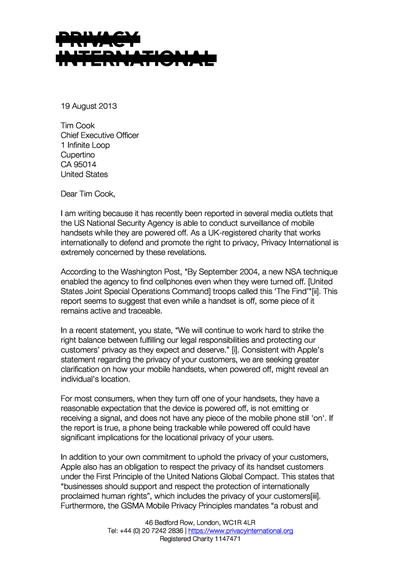 PRIVACY
INTERNATIONAL
19 August 2013
Tim Cook
Chief Executive Officer
1 Infinite Loop
Cupertino
CA 95014
United States
Dear Tim Cook,
I am writing because it has recently been reported in several media outlets that
the US National Security Agency is able to conduct surveillance of mobile
handsets while they are powered off. As a UK-registered charity that works
internationally to defend and promote the right to privacy, Privacy International is
extremely concerned by these revelations.
According to the Washington Post, "By September 2004, a new NSA technique
enabled the agency to find cellphones even when they were turned off. [United
States Joint Special Operations Command] troops called this 'The Find'"[ii]. This
report seems to suggest that even while a handset is off, some piece of it
remains active and traceable.
In a recent statement, you state, "We will continue to work hard to strike the
right balance between fulfilling our legal responsibilities and protecting our
customers' privacy as they expect and deserve." [i]. Consistent with Apple's
statement regarding the privacy of your customers, we are seeking greater
clarification on how your mobile handsets, when powered off, might reveal an
individual's location.
For most consumers, when they turn off one of your handsets, they have a
reasonable expectation that the device is powered off, is not emitting or
receiving a signal, and does not have any piece of the mobile phone still 'on'. If
the report is true, a phone being trackable while powered off could have
significant implications for the locational privacy of your users.
In addition to your own commitment to uphold the privacy of your customers,
Apple also has an obligation to respect the privacy of its handset customers
under the First Principle of the United Nations Global Compact. This states that
"businesses should support and respect the protection of internationally
proclaimed human rights", which includes the privacy of your customers[iii].
Furthermore, the GSMA Mobile Privacy Principles mandates "a robust and
46 Bedford Row, London, WC1R 4LR
Tel: +44 (0) 20 7242 2836 | https://www.privacyinternational.org
Registered Charity 1147471